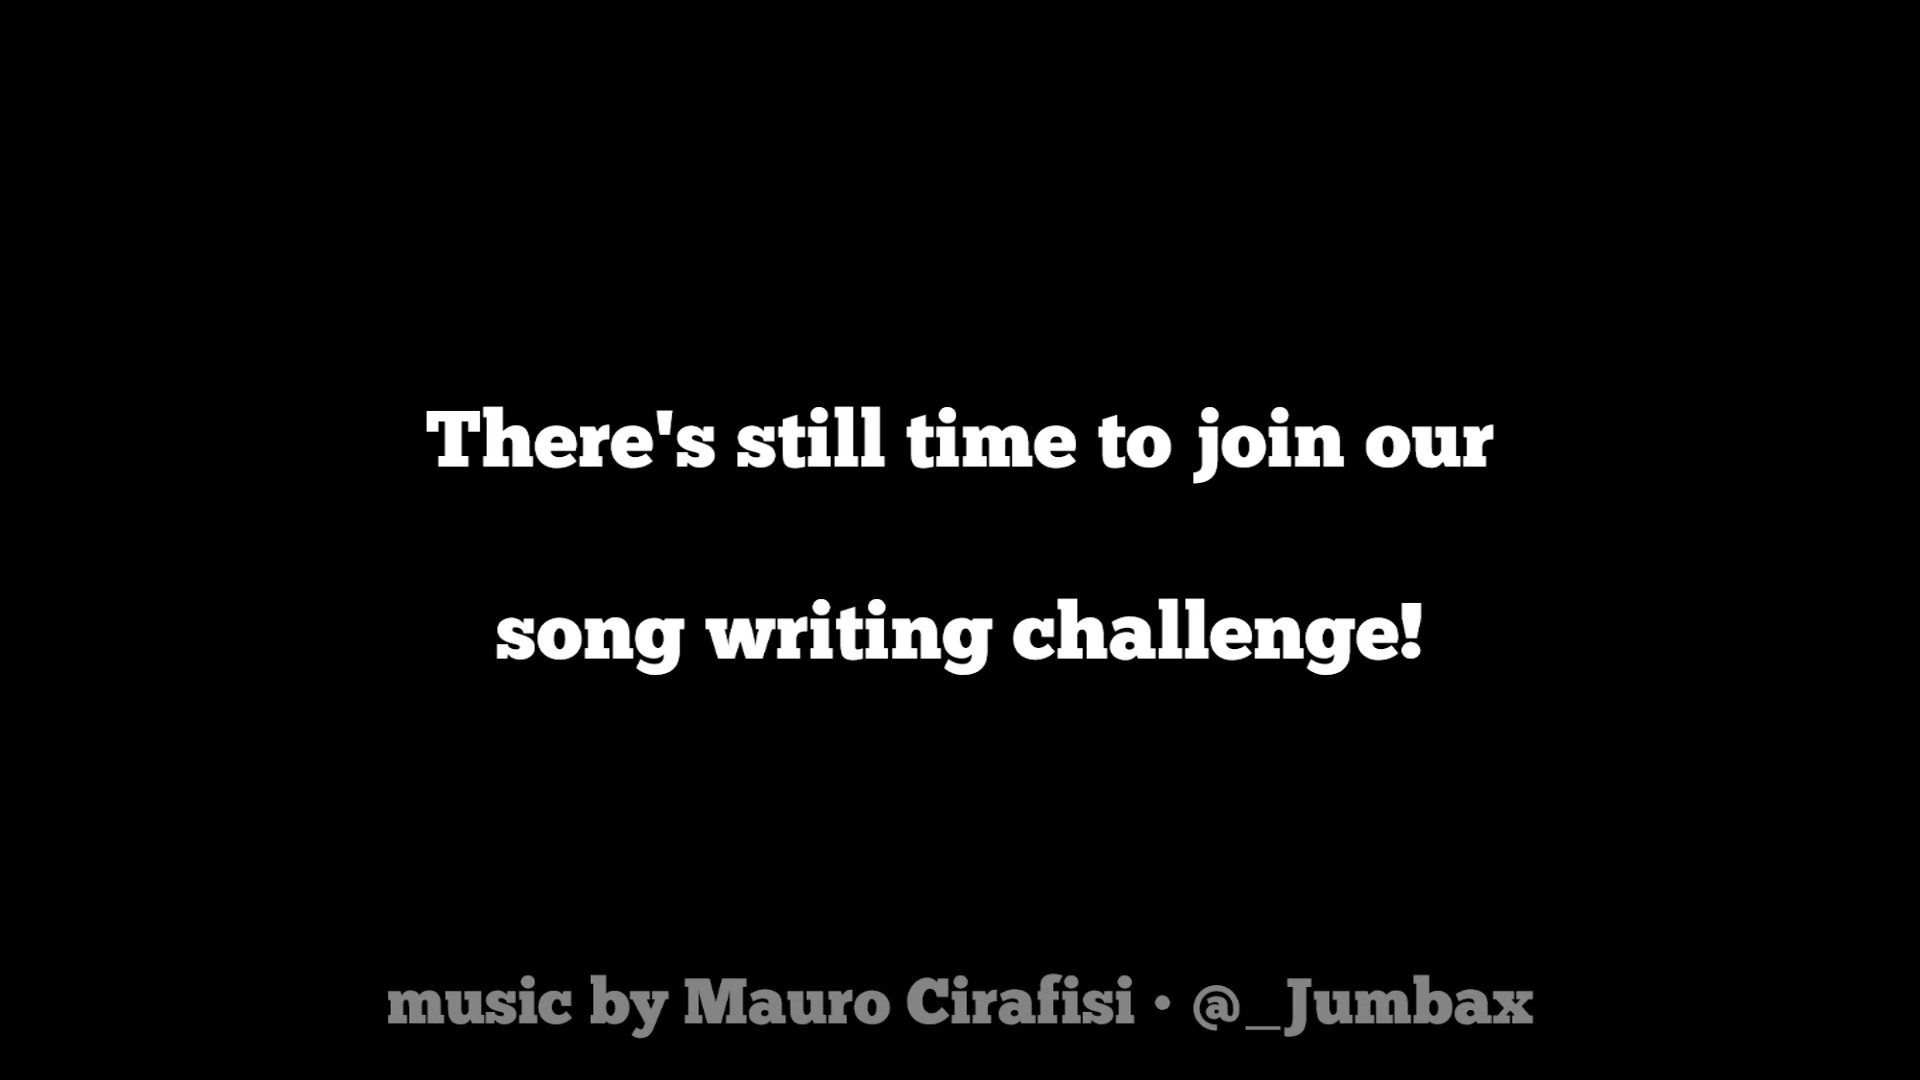 There's still time to join our
song writing challenge!
music by Mauro Cirafisi • @_Jumbax